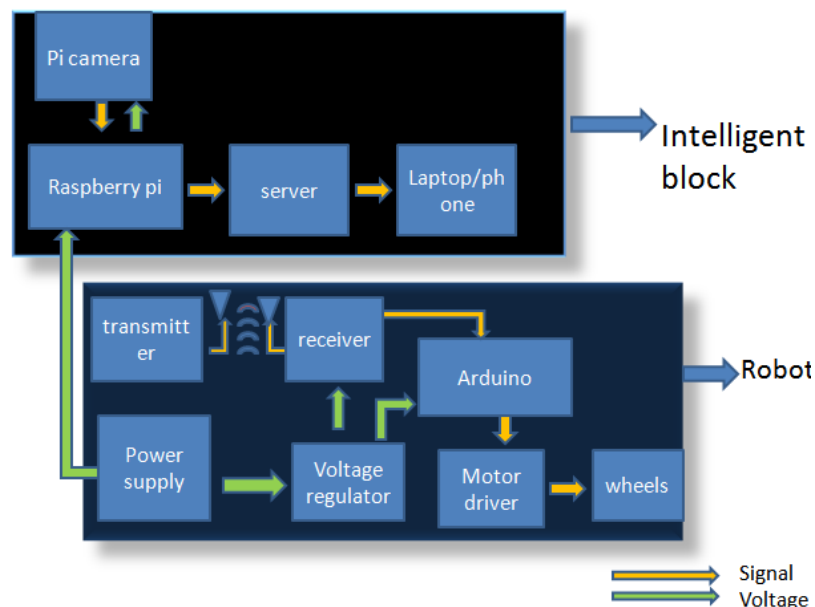 Pi camera
Raspberry pi
server
Laptop/ph
one
Intelligent
block
transmitt
er
receiver
Arduino
Robot
Power
supply
Voltage
regulator
Motor
driver
wheels
Signal
Voltage